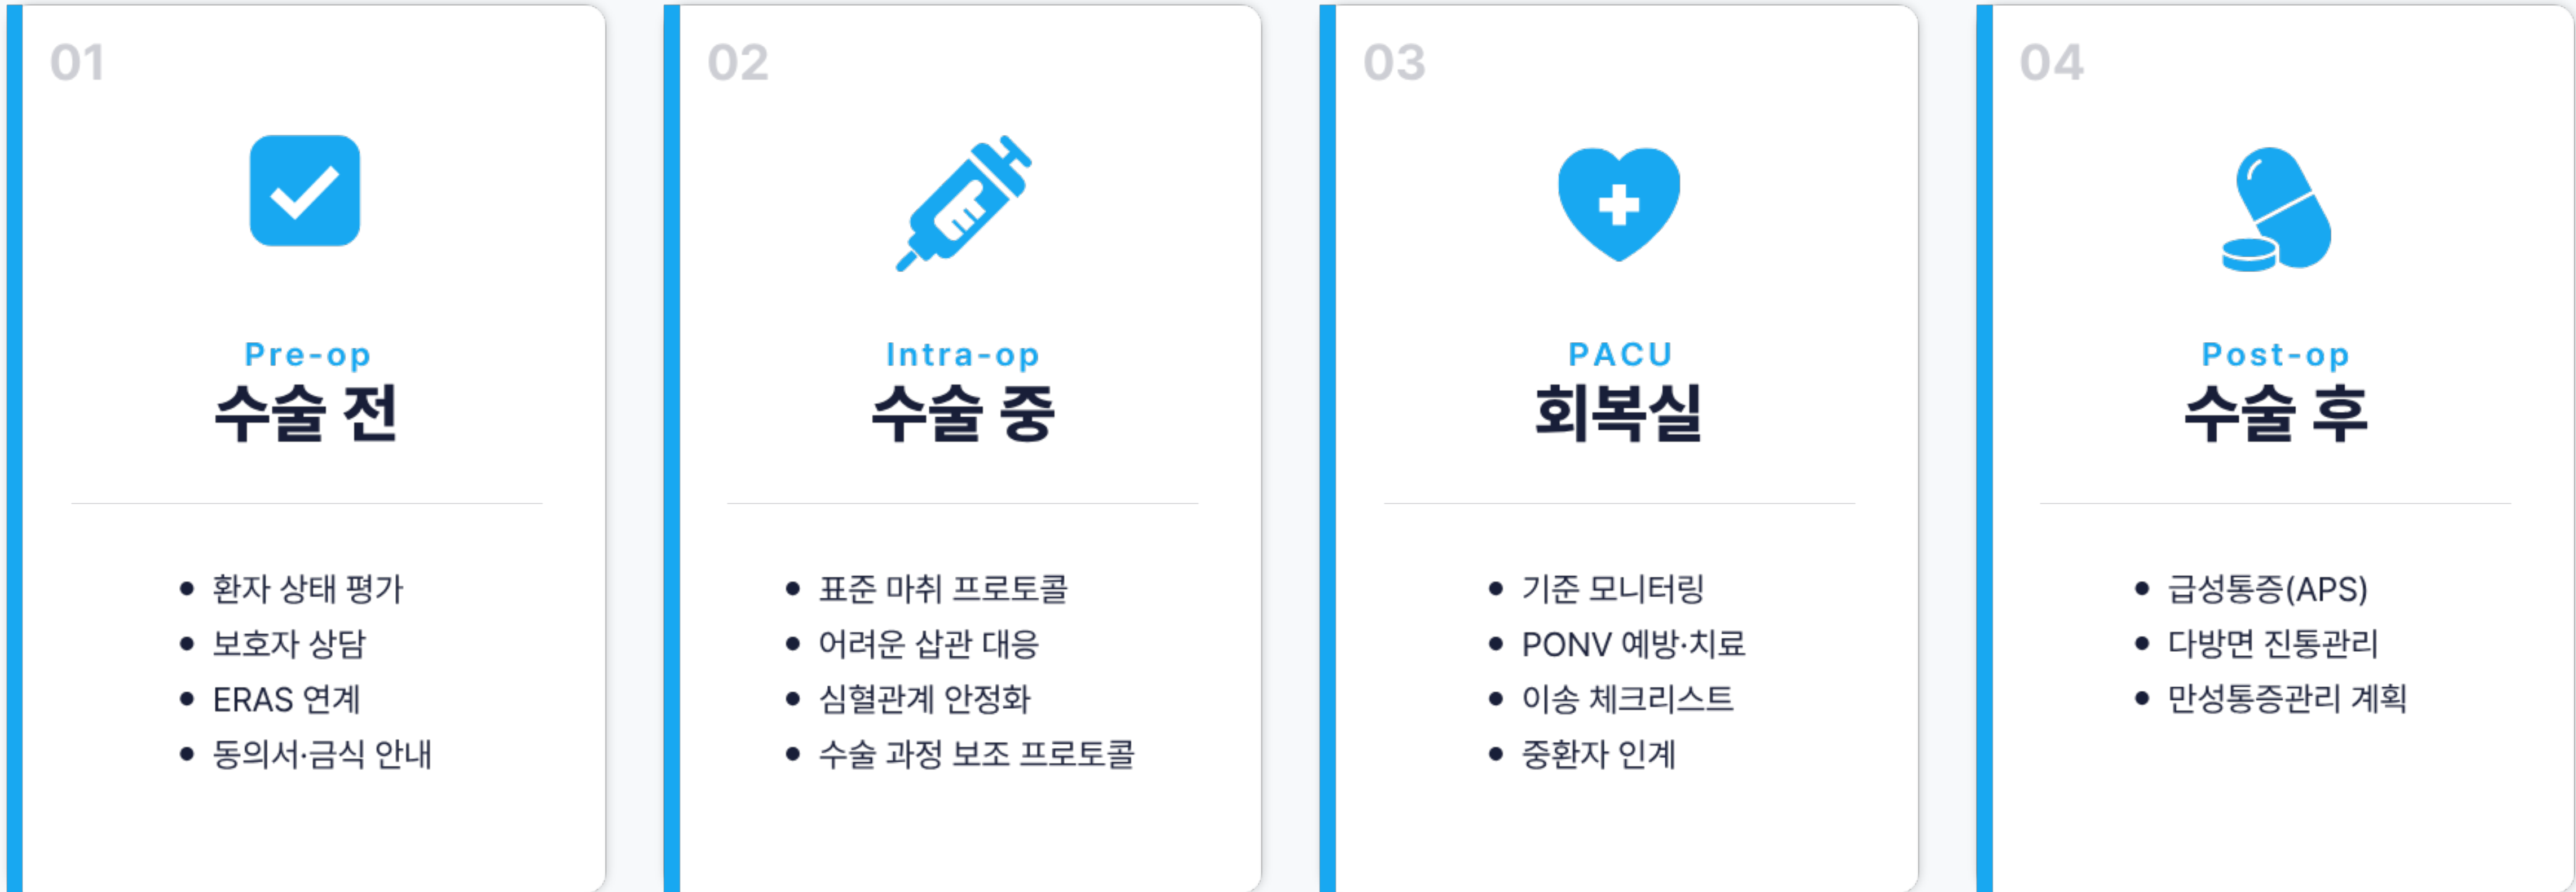 01
Pre-op
수술 전
환자 상태 평가
보호자 상담
ERAS 연계
동의서·금식 안내
02
Intra-op
수술 중
표준 마취 프로토콜
어려운 삽관 대응
심혈관계 안정화
수술 과정 보조 프로토콜
03
PACU
회복실
기준 모니터링
PONV 예방·치료
이송 체크리스트
중환자 인계
04
Post-op
수술 후
급성통증(APS)
다방면 진통관리
만성통증관리 계획